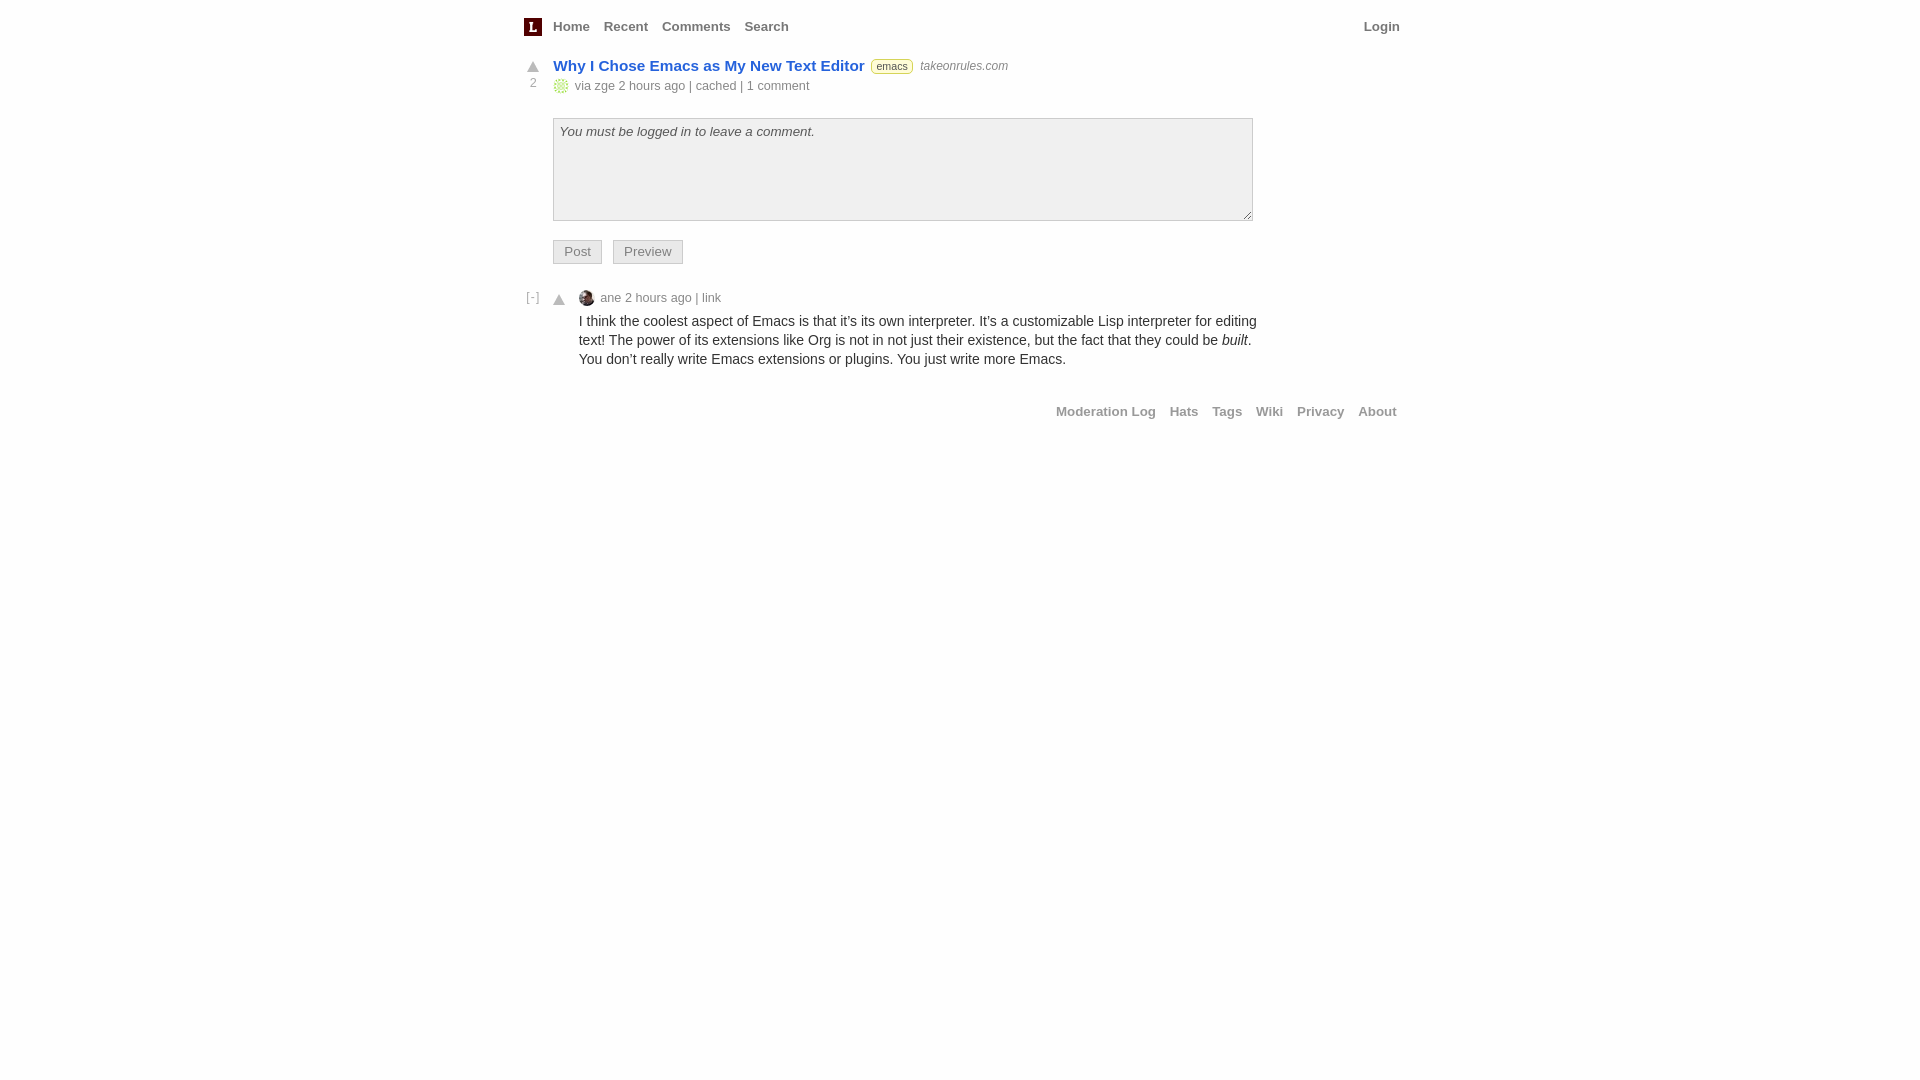 L Home Recent Comments Search Login
Why I Chose Emacs as My New Text Editor emacs takeonrules.com
2 via zge 2 hours ago | cached | 1 comment
You must be logged in to leave a comment.
Post Preview
[-] ane 2 hours ago | link
I think the coolest aspect of Emacs is that it’s its own interpreter. It’s a customizable Lisp interpreter for editing
text! The power of its extensions like Org is not in not just their existence, but the fact that they could be built.
You don’t really write Emacs extensions or plugins. You just write more Emacs.
Moderation Log Hats Tags Wiki Privacy About